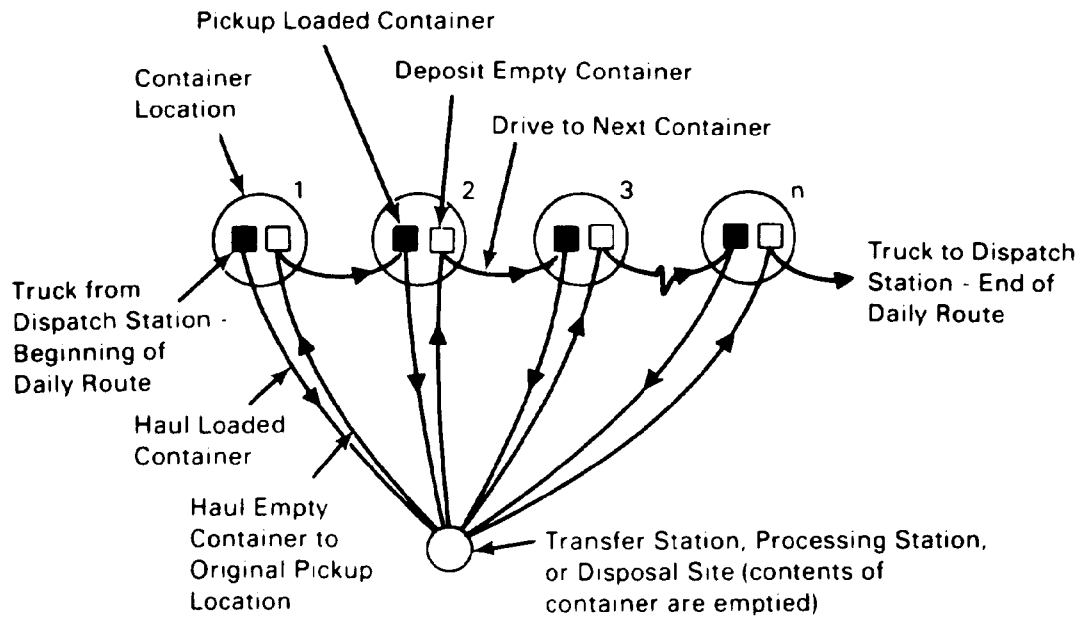 Pickup Loaded Container
Deposit Empty Container
Container
Location
Drive to Next Container
1
2
3
n
Truck from
Dispatch Station -
Beginning of
Daily Route
Truck to Dispatch
Station - End of
Daily Route
Haul Loaded
Container
Haul Empty
Container to
Original Pickup
Location
Transfer Station, Processing Station,
or Disposal Site (contents of
container are emptied)